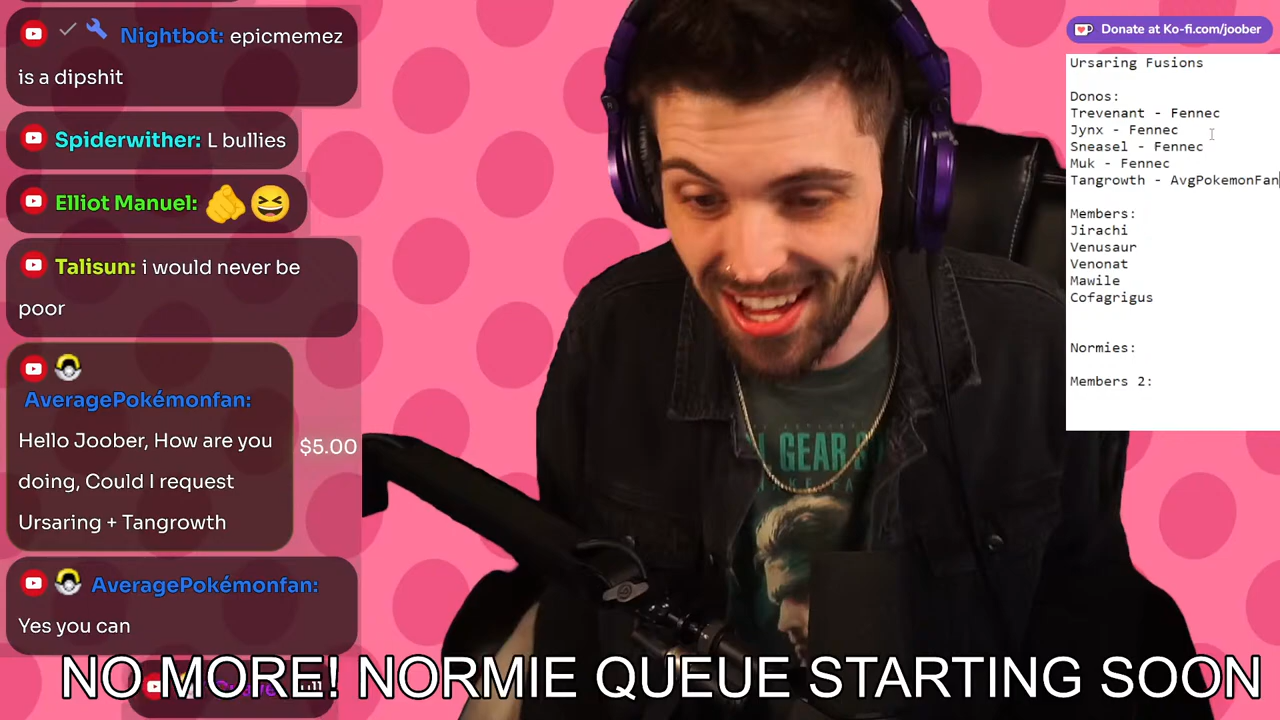 Nightbot: epicmemez
is a dipshit
Spiderwither: L bullies
Elliot Manuel:
Talisun: i would never be
poor
AveragePokémonfan:
Hello Joober, How are you
doing, Could I request
Ursaring + Tangrowth
$5.00
AveragePokémonfan:
Yes you can
Donate at Ko-fi.com/joober
Ursaring Fusions
Donos:
Trevenant - Fennec
Jynx - Fennec
Sneasel - Fennec
Muk - Fennec
Tangrowth - AvgPokemonFan
Members:
Jirachi
Venusaur
Venonat
Mawile
Cofagrigus
Normies:
Members 2:
NO MORE! NORMIE QUEUE STARTING SOON